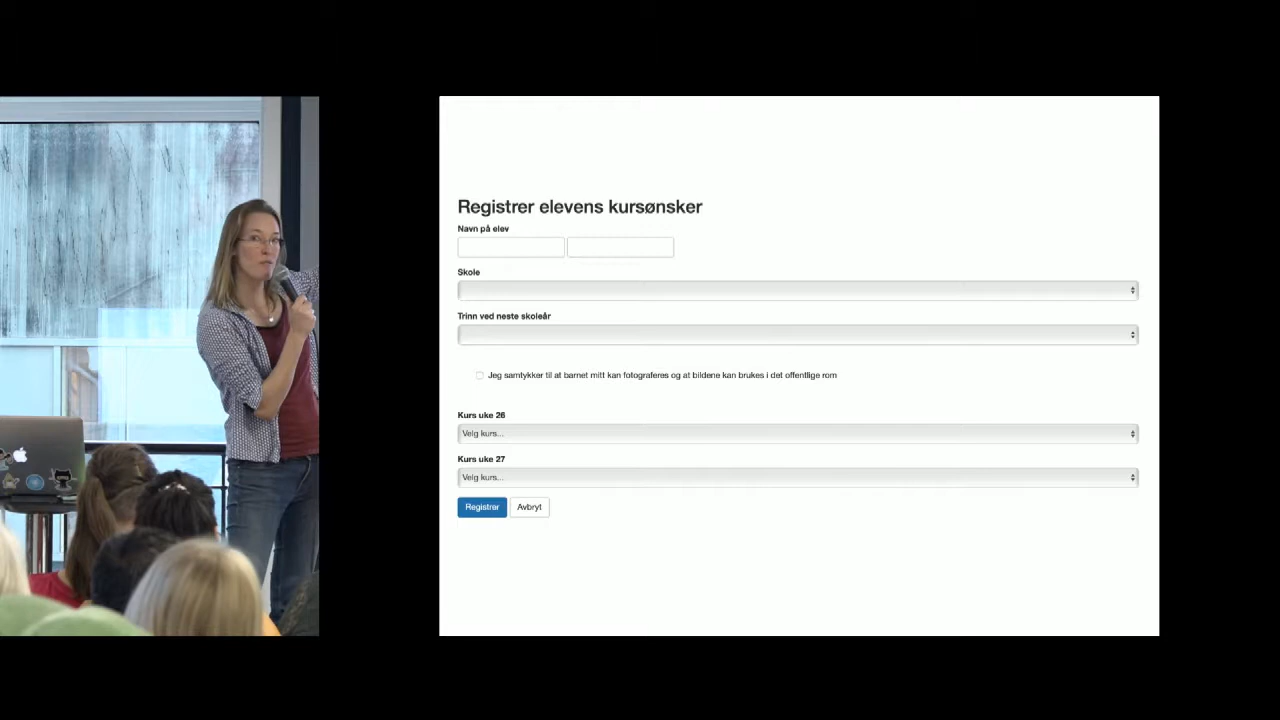 Registrer elevens kursønsker
Navn på elev
Skole
Trinn ved neste skoleår
Jeg samtykker til at barnet mitt kan fotograferes og at bildene kan brukes i det offentlige rom
Kurs uke 26
Velg kurs...
Kurs uke 27
Velg kurs...
Registrer Avbryt